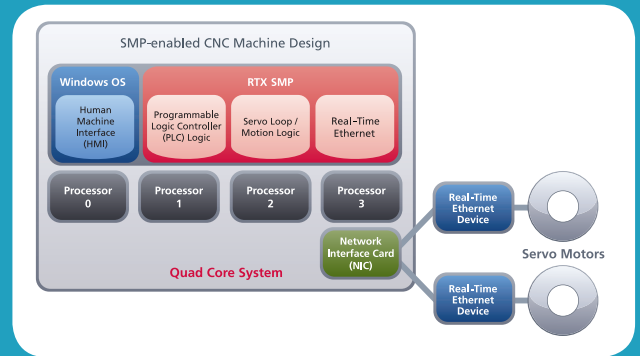 SMP-enabled CNC Machine Design
Windows OS
Human
Machine
Interface
(HMI)
RTX SMP
Programmable
Logic Controller
(PLC) Logic
Servo Loop /
Motion Logic
Real-Time
Ethernet
Processor
0
Processor
1
Processor
2
Processor
3
Network
Interface Card
(NIC)
Quad Core System
Real-Time
Ethernet
Device
Servo Motors
Real-Time
Ethernet
Device